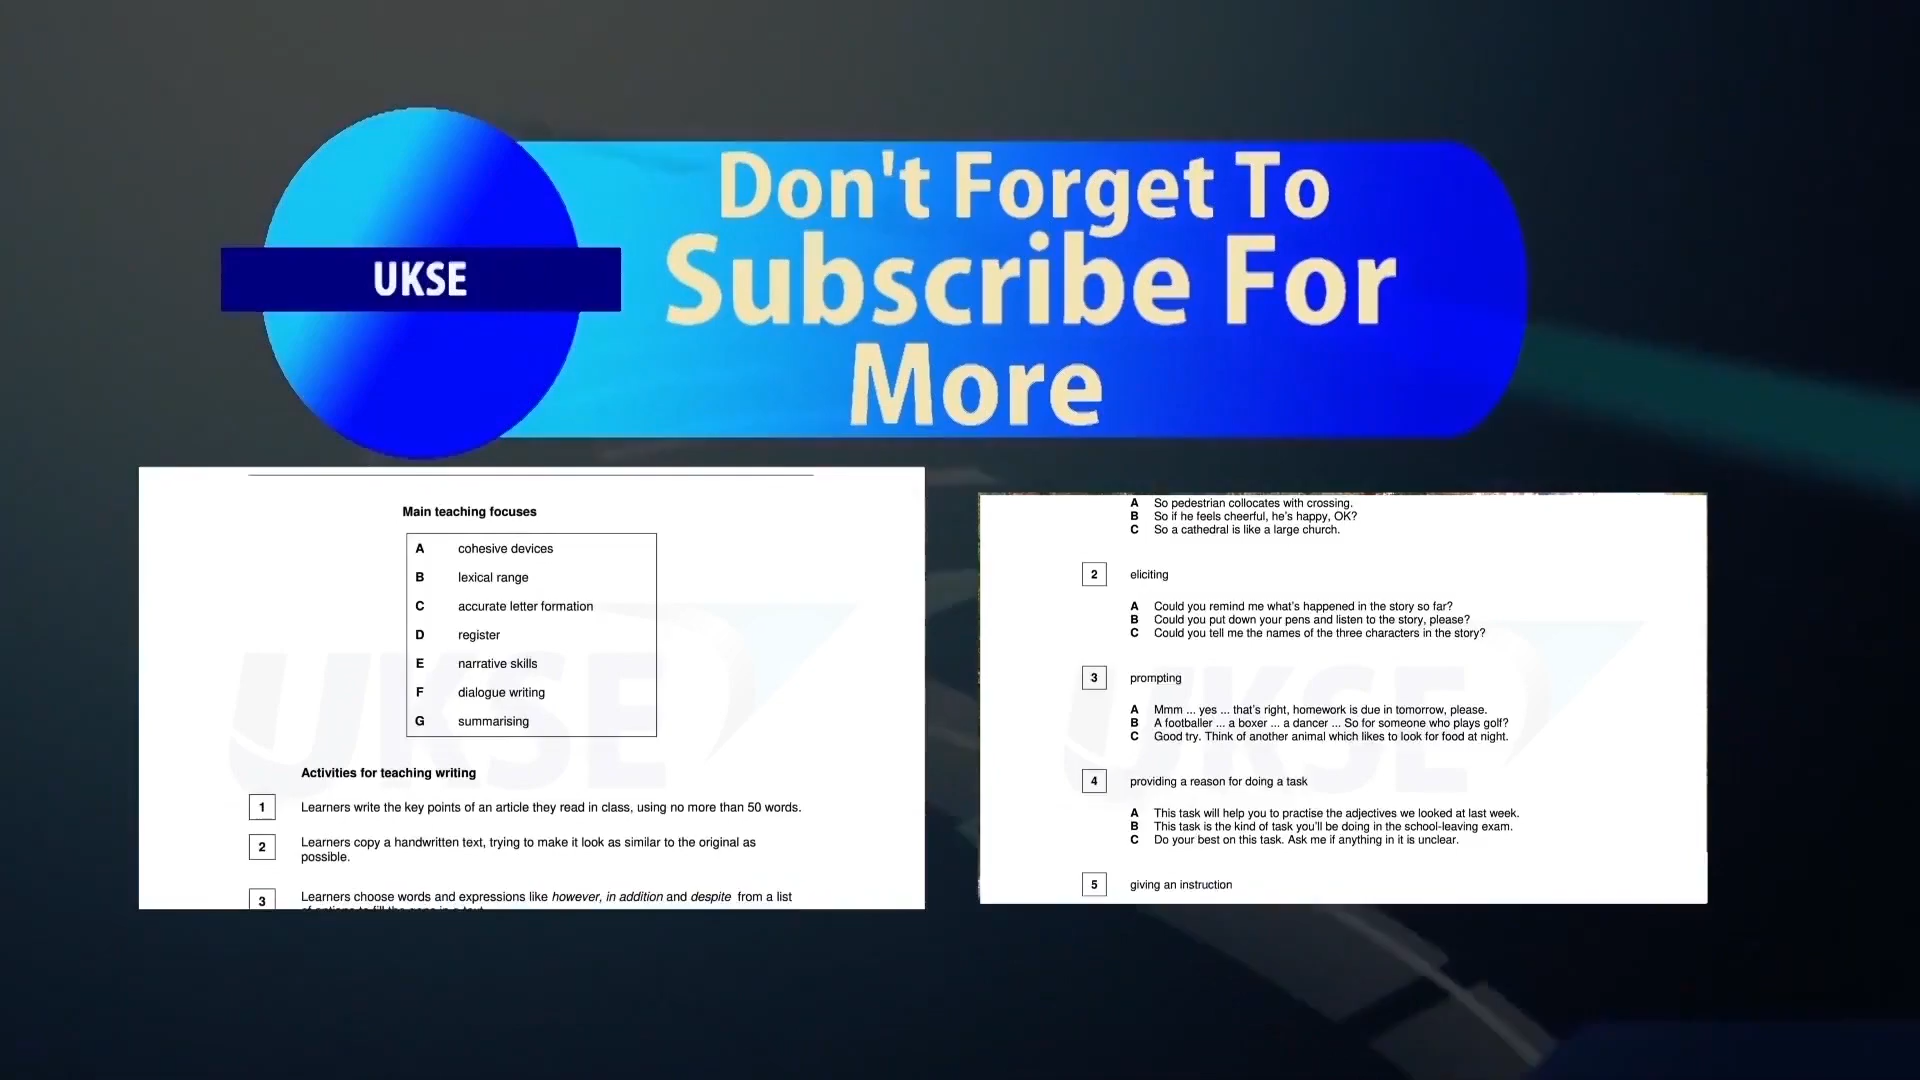 Don't Forget To
Subscribe For
More
UKSE
Main teaching focuses
A cohesive devices
B lexical range
C accurate letter formation
D register
E narrative skills
F dialogue writing
G summarising
Activities for teaching writing
1 Learners write the key points of an article they read in class, using no more than 50 words.
2 Learners copy a handwritten text, trying to make it look as similar to the original as
possible.
3 Learners choose words and expressions like however, in addition and despite from a list
A So pedestrian collocates with crossing.
B So if he feels cheerful, he's happy, OK?
C So a cathedral is like a large church.
2 eliciting
A Could you remind me what's happened in the story so far?
B Could you put down your pens and listen to the story, please?
C Could you tell me the names of the three characters in the story?
3 prompting
A Mmm ... yes ... that's right, homework is due in tomorrow, please.
B A footballer ... a boxer ... a dancer ... So for someone who plays golf?
C Good try. Think of another animal which likes to look for food at night.
4 providing a reason for doing a task
A This task will help you to practise the adjectives we looked at last week.
B This task is the kind of task you'll be doing in the school-leaving exam.
C Do your best on this task. Ask me if anything in it is unclear.
5 giving an instruction
UKSE
UKSE